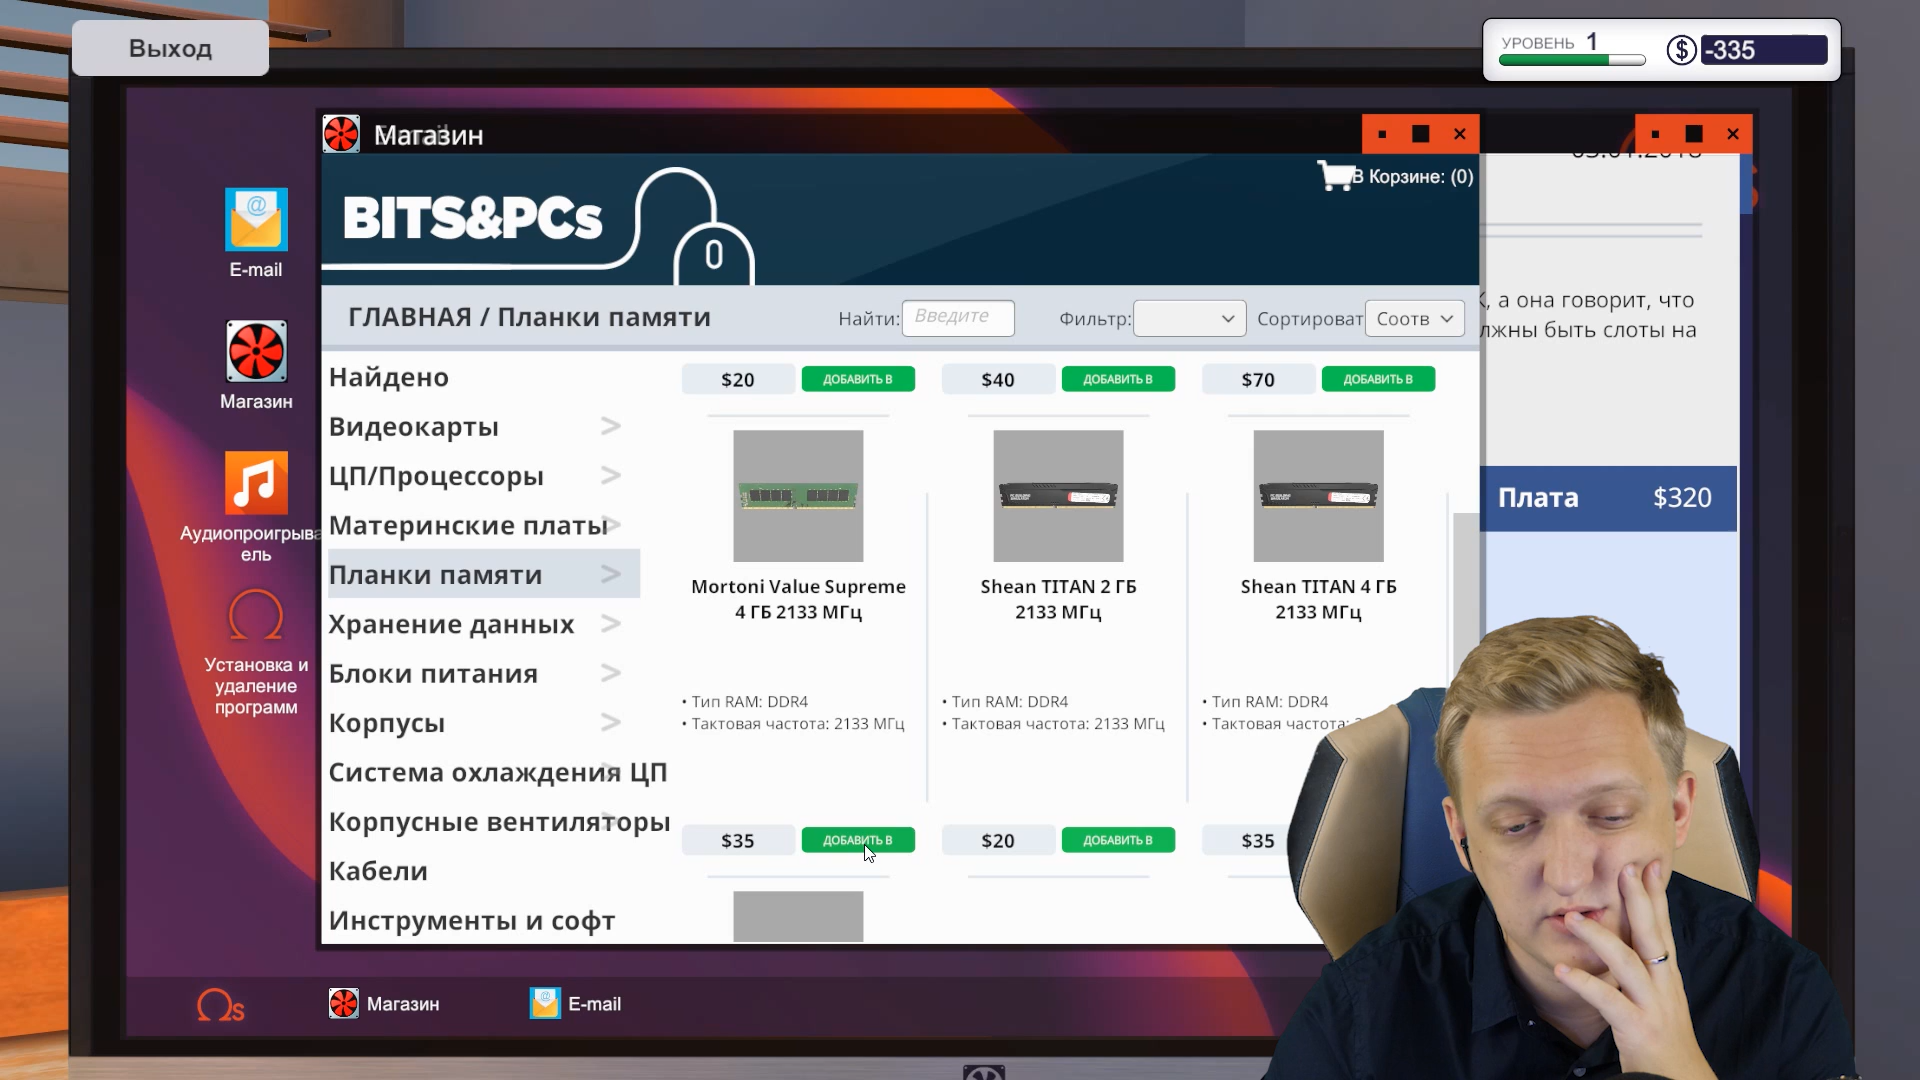 Выход
УРОВЕНЬ 1
$ -335
Магазин
В Корзине: (0)
BITS&PCs
ГЛАВНАЯ / Планки памяти
Найти:
Введите
Фильтр:
Сортироват
Соотв
E-mail
Магазин
Аудиопроигрыва
ель
Установка и
удаление
программ
Найдено
Видеокарты >
ЦП/Процессоры >
Материнские платы >
Планки памяти >
Хранение данных >
Блоки питания >
Корпусы >
Система охлаждения ЦП
Корпусные вентиляторы
Кабели
Инструменты и софт
$20 ДОБАВИТЬ В
$40 ДОБАВИТЬ В
$70 ДОБАВИТЬ В
Mortoni Value Supreme
4 ГБ 2133 МГц
• Тип RAM: DDR4
• Тактовая частота: 2133 МГц
$35 ДОБАВИТЬ В
Shean TITAN 2 ГБ
2133 МГц
• Тип RAM: DDR4
• Тактовая частота: 2133 МГц
$20 ДОБАВИТЬ В
Shean TITAN 4 ГБ
2133 МГц
• Тип RAM: DDR4
• Тактовая частота:
$35
а она говорит, что
лжны быть слоты на
Плата $320
Ωs
Магазин
E-mail